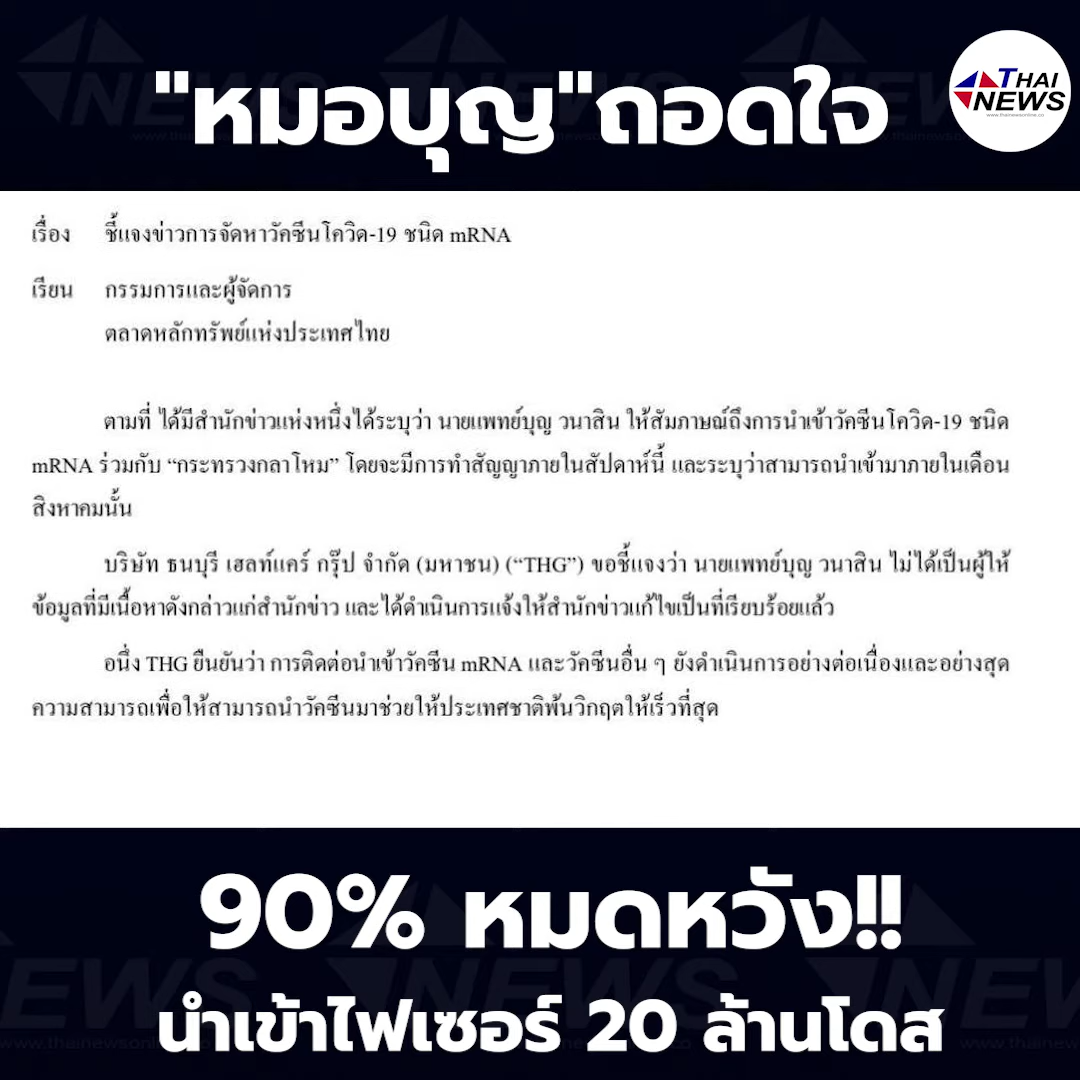 "หมอบุญ"ถอดใจ
THAI
NEWS
www.thainewsonline.co
เรื่อง ชี้แจงข่าวการจัดหาวัคซีนโควิด-19 ชนิด mRNA
เรียน กรรมการและผู้จัดการ
ตลาดหลักทรัพย์แห่งประเทศไทย
ตามที่ ได้มีสำนักข่าวแห่งหนึ่งได้ระบุว่า นายแพทย์บุญ วนาสิน ให้สัมภาษณ์ถึงการนำเข้าวัคซีนโควิด-19 ชนิด
mRNA ร่วมกับ “กระทรวงกลาโหม” โดยจะมีการทำสัญญาภายในสัปดาห์นี้ และระบุว่าสามารถนำเข้ามาภายในเดือน
สิงหาคมนั้น
บริษัท ธนบุรี เฮลท์แคร์ กรุ๊ป จำกัด (มหาชน) (“THG”) ขอชี้แจงว่า นายแพทย์บุญ วนาสิน ไม่ได้เป็นผู้ให้
ข้อมูลที่มีเนื้อหาดังกล่าวแก่สำนักข่าว และได้ดำเนินการแจ้งให้สำนักข่าวแก้ไขเป็นที่เรียบร้อยแล้ว
อนึ่ง THG ยืนยันว่า การติดต่อนำเข้าวัคซีน mRNA และวัคซีนอื่น ๆ ยังดำเนินการอย่างต่อเนื่องและอย่างสุด
ความสามารถเพื่อให้สามารถนำวัคซีนมาช่วยให้ประเทศชาติพ้นวิกฤตให้เร็วที่สุด
90% หมดหวัง!!
นำเข้าไฟเซอร์ 20 ล้านโดส